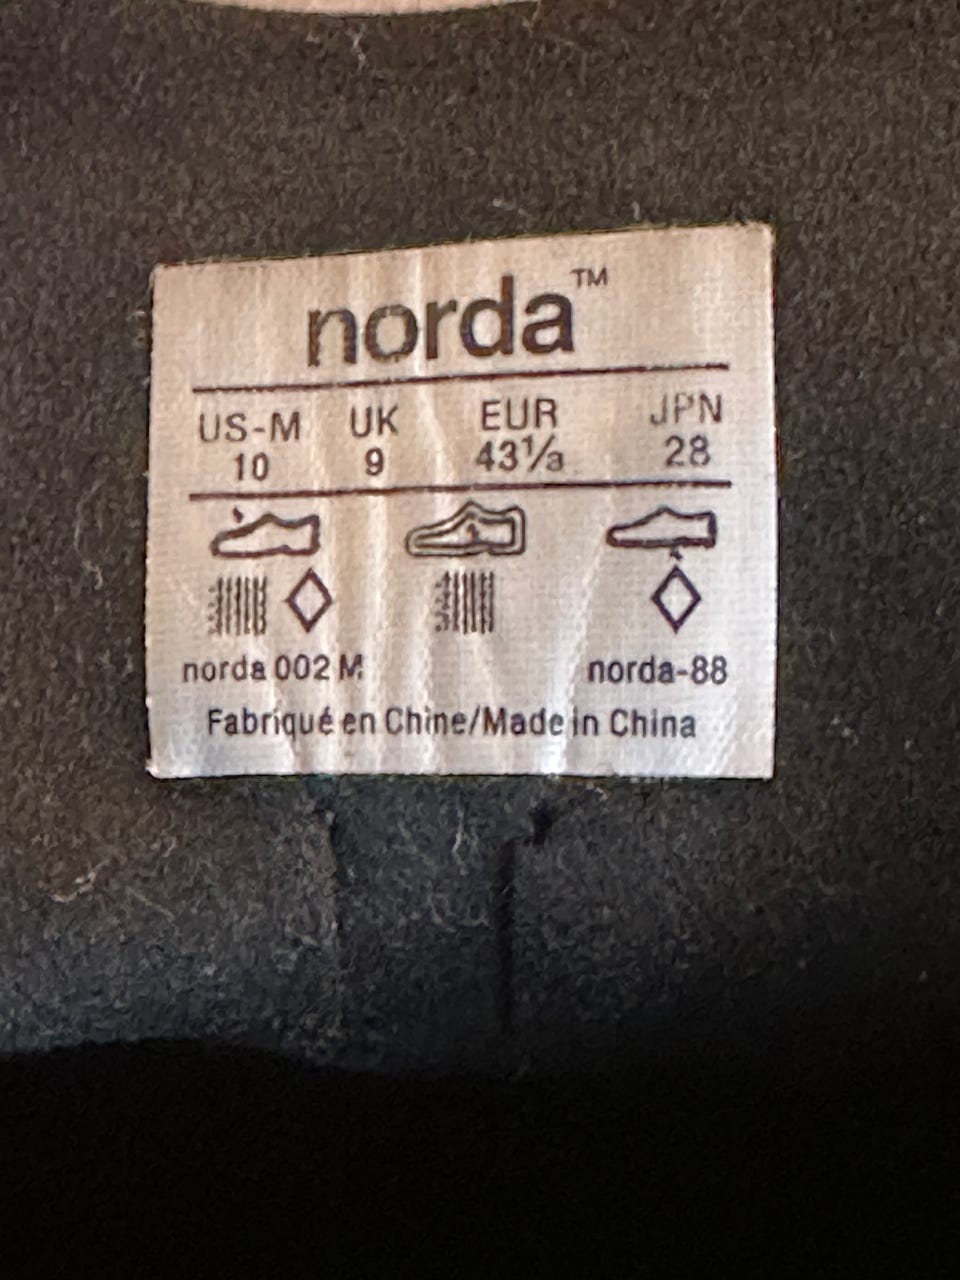 norda™
US-M UK EUR JPN
10 9 43⅓ 28
norda 002 M norda-88
Fabriqué en Chine/Made in China